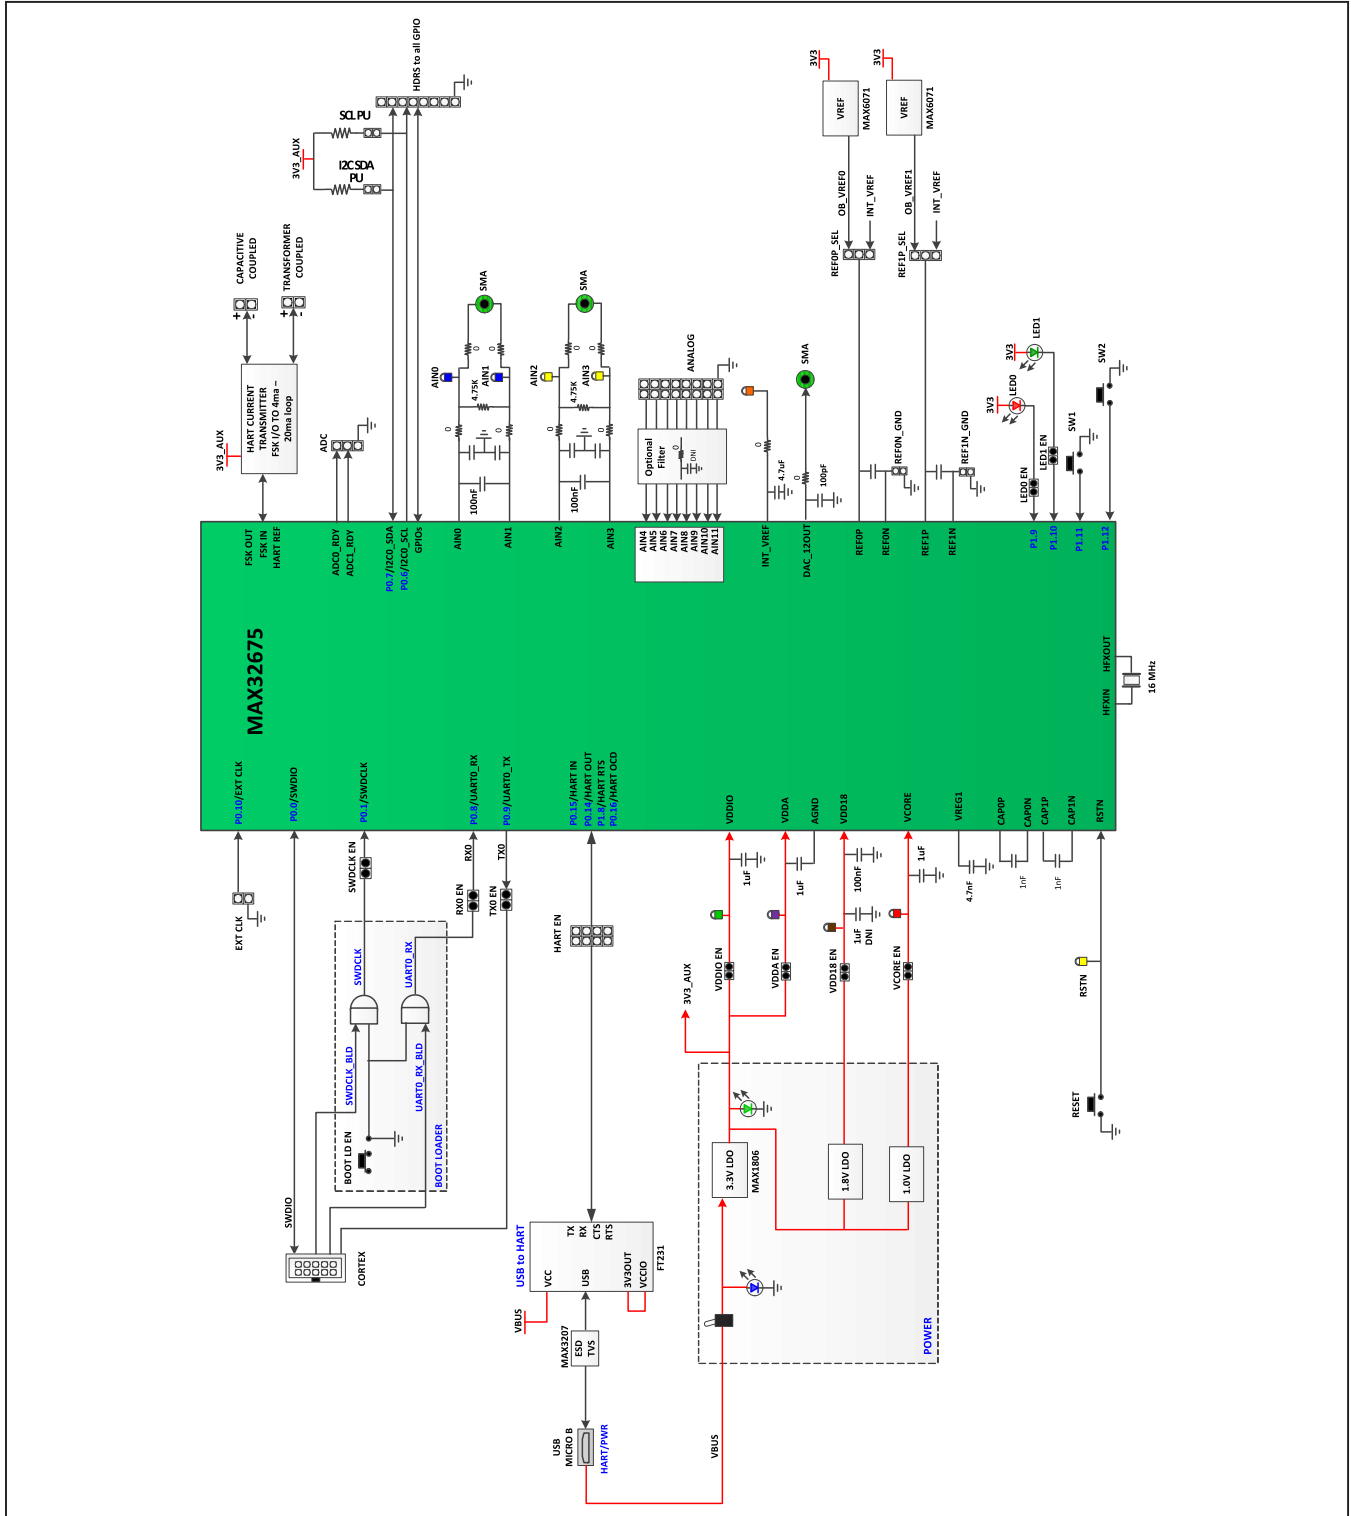 HDRS to all GPIO
SCL PU
3V3_AUX
I2C SDA
PU
CAPACITIVE
COUPLED
+
-
TRANSFORMER
COUPLED
+
-
3V3_AUX
HART CURRENT
TRANSMITTER
FSK I/O TO 4ma –
20ma loop
ADC
FSK OUT
FSK IN
HART REF
ADC0_RDY
ADC1_RDY
P0.7/I2C0_SDA
P0.6/I2C0_SCL
GPIOs
SMA
0
0
AIN0
AIN1
4.75K
0
0
100nF
AIN0
AIN1
SMA
0
0
AIN2
AIN3
4.75K
0
0
100nF
AIN2
AIN3
ANALOG
Optional
Filter
0
DNI
AIN4
AIN5
AIN6
AIN7
AIN8
AIN9
AIN10
AIN11
0
4.7uF
INT_VREF
SMA
0
100pF
DAC_12OUT
3V3
VREF
MAX6071
OB_VREF0
INT_VREF
REF0P_SEL
3V3
VREF
MAX6071
OB_VREF1
INT_VREF
REF1P_SEL
REF0N_GND
REF1N_GND
REF0P
REF0N
REF1P
REF1N
3V3
LED1
3V3
LED0
LED0 EN
LED1 EN
SW1
SW2
P1.9
P1.10
P1.11
P1.12
MAX32675
HFXOUT
HFXIN
16 MHz
P0.10/EXT CLK
P0.0/SWDIO
P0.1/SWDCLK
P0.8/UART0_RX
P0.9/UART0_TX
P0.15/HART IN
P0.14/HART OUT
P1.8/HART RTS
P0.16/HART OCD
VDDIO
VDDA
AGND
VDD18
VCORE
VREG1
CAP0P
CAP0N
CAP1P
CAP1N
RSTN
EXT CLK
SWDCLK EN
RX0
RX0 EN
TX0
TX0 EN
HART EN
SWDCLK
UART0_RX
SWDCLK_BLD
UART0_RX_BLD
BOOT LD EN
BOOT LOADER
SWDIO
CORTEX
1uF
1uF
100nF
1uF
DNI
1uF
4.7nF
1nF
1nF
VDDIO EN
VDDA EN
VDD18 EN
VCORE EN
3V3_AUX
RSTN
RESET
3.3V LDO
MAX1806
1.8V LDO
1.0V LDO
POWER
USB to HART
TX
RX
CTS
RTS
VCC
USB
3V3OUT
VCCIO
FT231
VBUS
MAX3207
ESD
TVS
USB
MICRO B
HART/PWR
VBUS